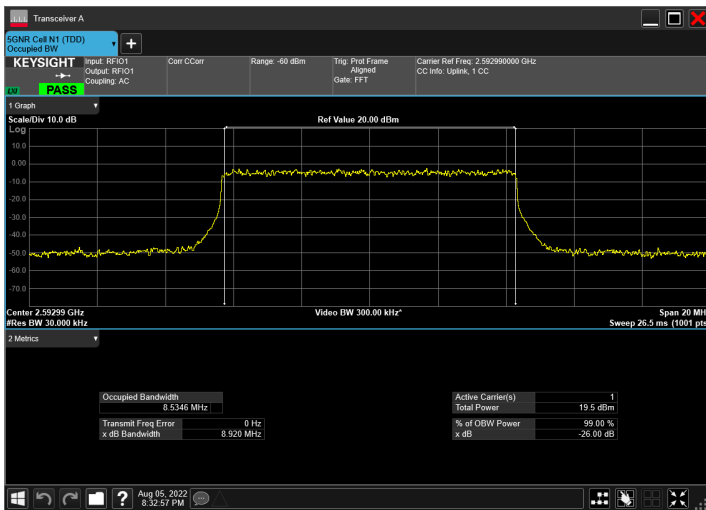 Transceiver A
5GNR Cell N1 (TDD)
Occupied BW
KEYSIGHT
LXI
PASS
Input: RFIO1
Output: RFIO1
Coupling: AC
Corr CCorr
Range: -60 dBm
Trig: Prot Frame
Aligned
Gate: FFT
Carrier Ref Freq: 2.592990000 GHz
CC Info: Uplink, 1 CC
1 Graph
Scale/Div 10.0 dB
Ref Value 20.00 dBm
Log
10.0
0.00
-10.0
-20.0
-30.0
-40.0
-50.0
-60.0
-70.0
Center 2.59299 GHz
Video BW 300.00 kHz*
Span 20 MH
#Res BW 30.000 kHz
Sweep 26.5 ms (1001 pts
2 Metrics
Occupied Bandwidth
8.5346 MHz
Transmit Freq Error 0 Hz
x dB Bandwidth 8.920 MHz
Active Carrier(s) 1
Total Power 19.5 dBm
% of OBW Power 99.00 %
x dB -26.00 dB
Aug 05, 2022
8:32:57 PM